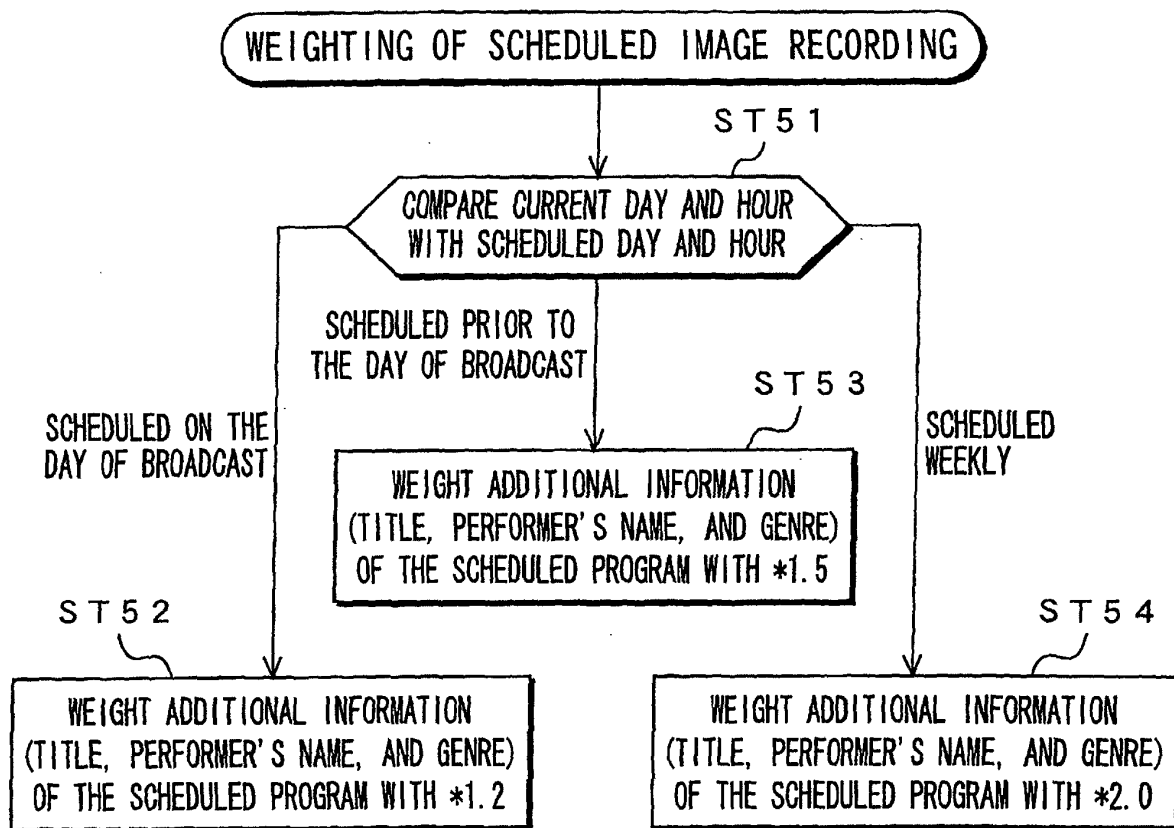 WEIGHTING OF SCHEDULED IMAGE RECORDING
ST51
COMPARE CURRENT DAY AND HOUR
WITH SCHEDULED DAY AND HOUR
SCHEDULED PRIOR TO
THE DAY OF BROADCAST
ST53
SCHEDULED ON THE
DAY OF BROADCAST
SCHEDULED
WEEKLY
WEIGHT ADDITIONAL INFORMATION
(TITLE, PERFORMER'S NAME, AND GENRE)
OF THE SCHEDULED PROGRAM WITH *1.5
ST52
ST54
WEIGHT ADDITIONAL INFORMATION
(TITLE, PERFORMER'S NAME, AND GENRE)
OF THE SCHEDULED PROGRAM WITH *1.2
WEIGHT ADDITIONAL INFORMATION
(TITLE, PERFORMER'S NAME, AND GENRE)
OF THE SCHEDULED PROGRAM WITH *2.0